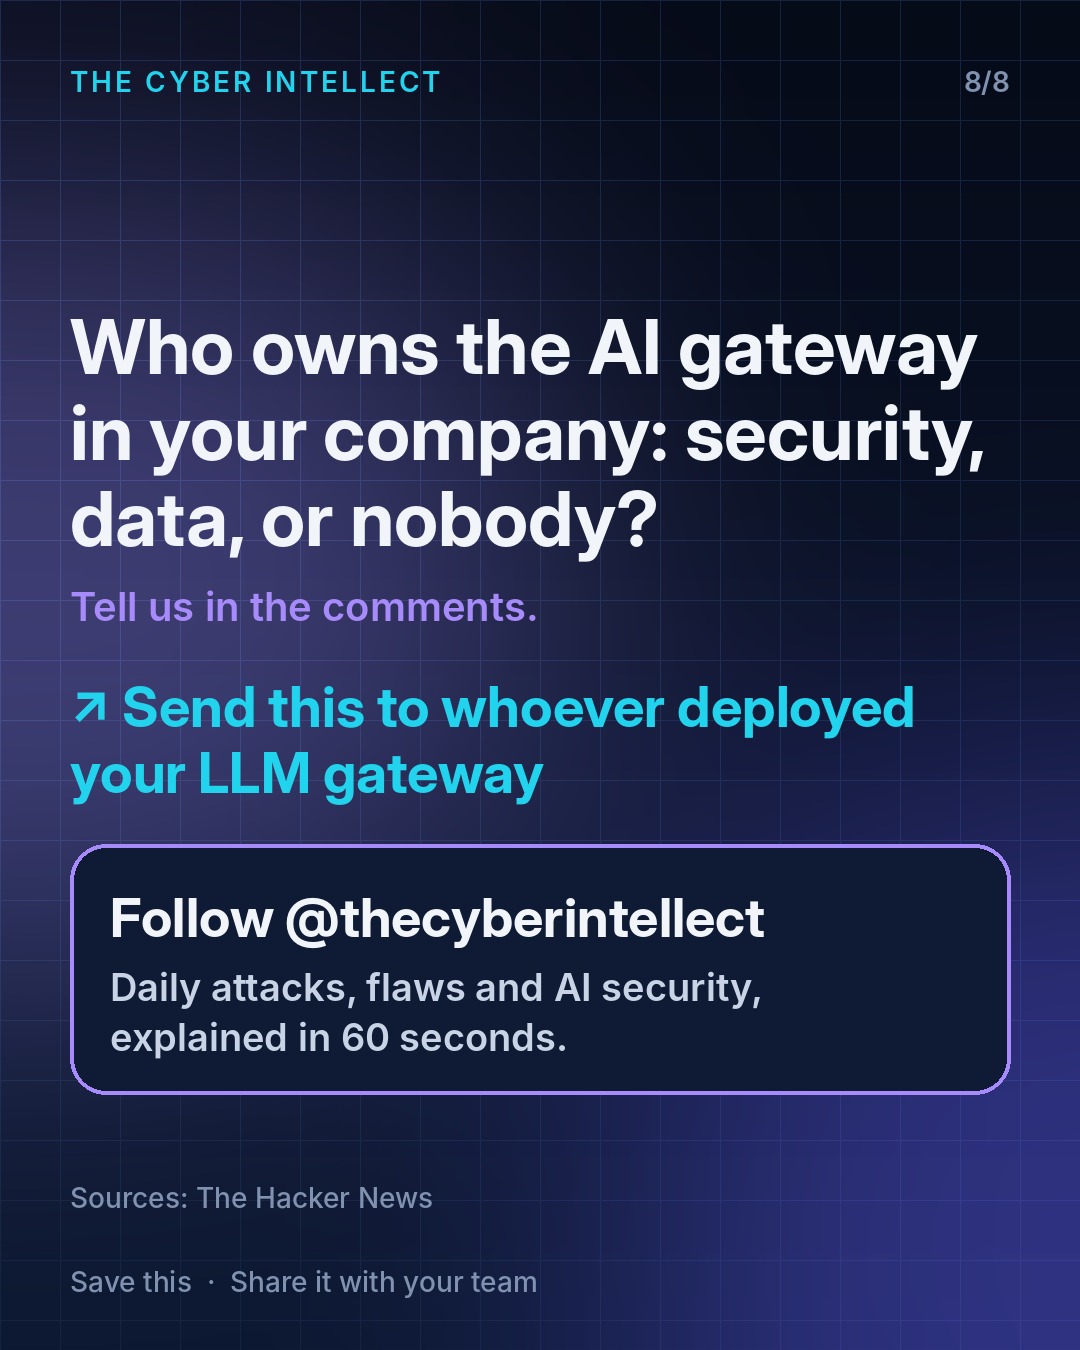 THE CYBER INTELLECT
8/8
Who owns the AI gateway
in your company: security,
data, or nobody?
Tell us in the comments.
↗ Send this to whoever deployed
your LLM gateway
Follow @thecyberintellect
Daily attacks, flaws and AI security,
explained in 60 seconds.
Sources: The Hacker News
Save this · Share it with your team